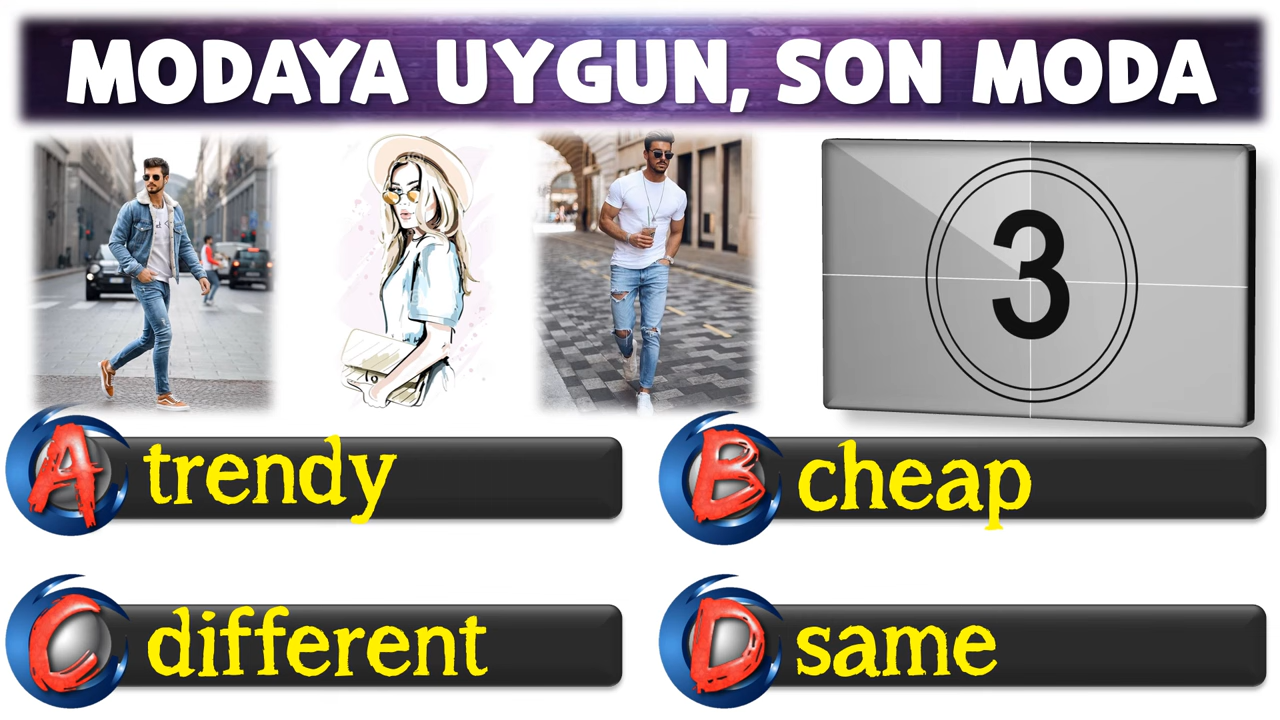 MODAYA UYGUN, SON MODA
3
A trendy
B cheap
C different
D same